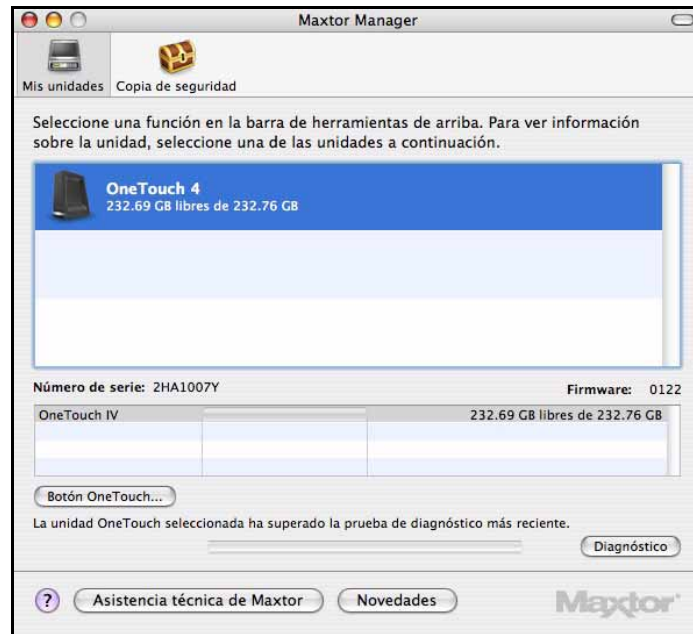 Maxtor Manager
Mis unidades Copia de seguridad
Seleccione una función en la barra de herramientas de arriba. Para ver información
sobre la unidad, seleccione una de las unidades a continuación.
OneTouch 4
232.69 GB libres de 232.76 GB
Número de serie: 2HA1007Y Firmware: 0122
OneTouch IV 232.69 GB libres de 232.76 GB
Botón OneTouch...
La unidad OneTouch seleccionada ha superado la prueba de diagnóstico más reciente.
Diagnóstico
? Asistencia técnica de Maxtor Novedades Maxtor